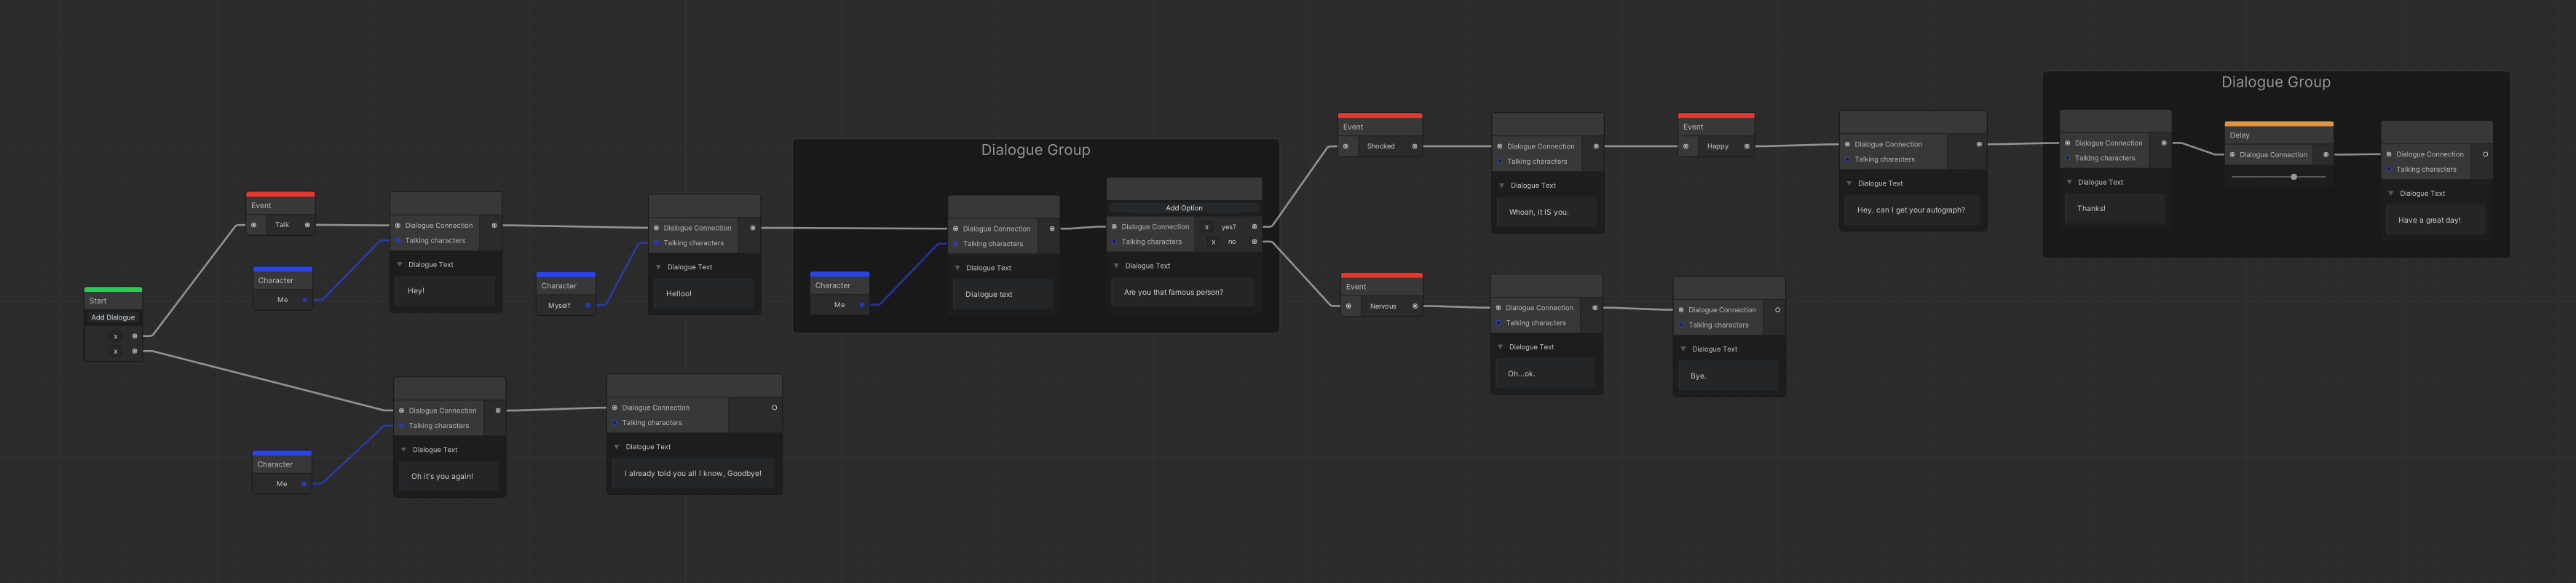 Start
Add Dialogue
x
x
Event
Talk
Character
Me
Dialogue Connection
Talking characters
Dialogue Text
Hey!
Character
Myself
Dialogue Connection
Talking characters
Dialogue Text
Helloo!
Character
Me
Dialogue Connection
Talking characters
Dialogue Text
Oh it's you again!
Dialogue Connection
Talking characters
Dialogue Text
I already told you all I know, Goodbye!
Dialogue Group
Character
Me
Dialogue Connection
Talking characters
Dialogue Text
Dialogue text
Add Option
Dialogue Connection x yes?
Talking characters x no
Dialogue Text
Are you that famous person?
Event
Shocked
Dialogue Connection
Talking characters
Dialogue Text
Whoah, it IS you.
Event
Happy
Dialogue Connection
Talking characters
Dialogue Text
Hey. can I get your autograph?
Event
Nervous
Dialogue Connection
Talking characters
Dialogue Text
Oh...ok.
Dialogue Connection
Talking characters
Dialogue Text
Bye.
Dialogue Group
Dialogue Connection
Talking characters
Dialogue Text
Thanks!
Delay
Dialogue Connection
Dialogue Connection
Talking characters
Dialogue Text
Have a great day!